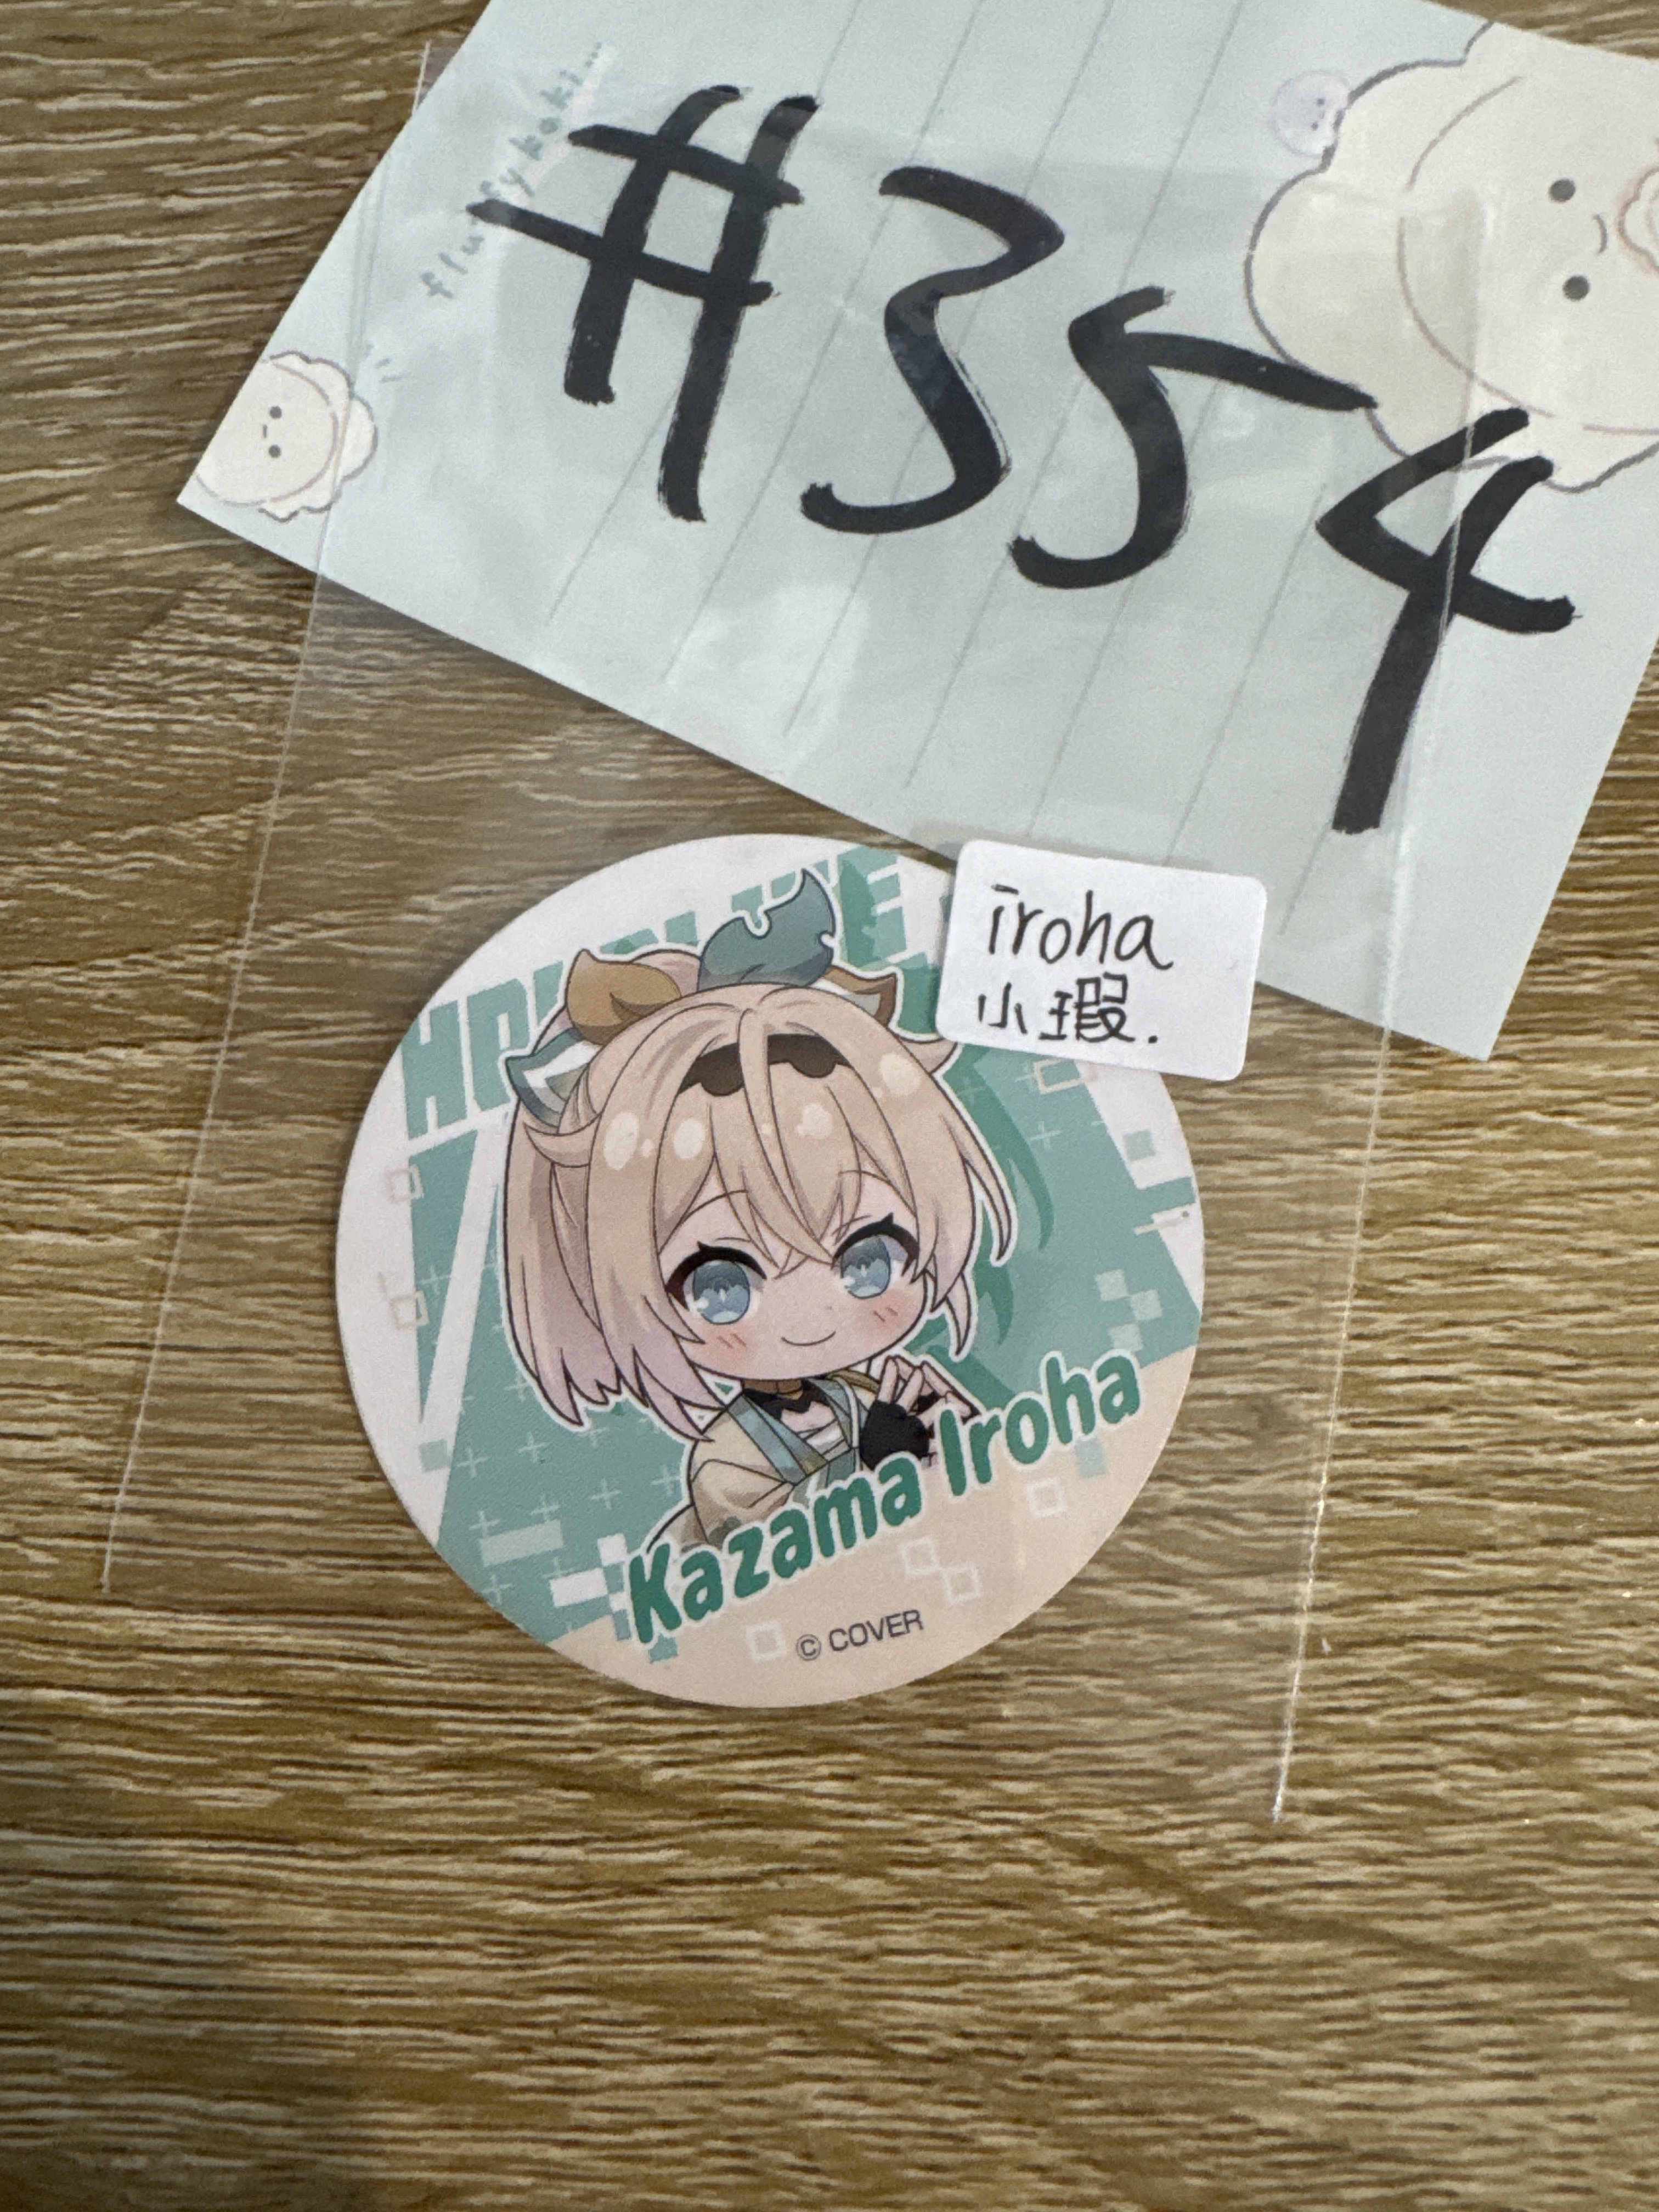 fluffy koki...
#354
iroha
小瑕.
Kazama Iroha
© COVER